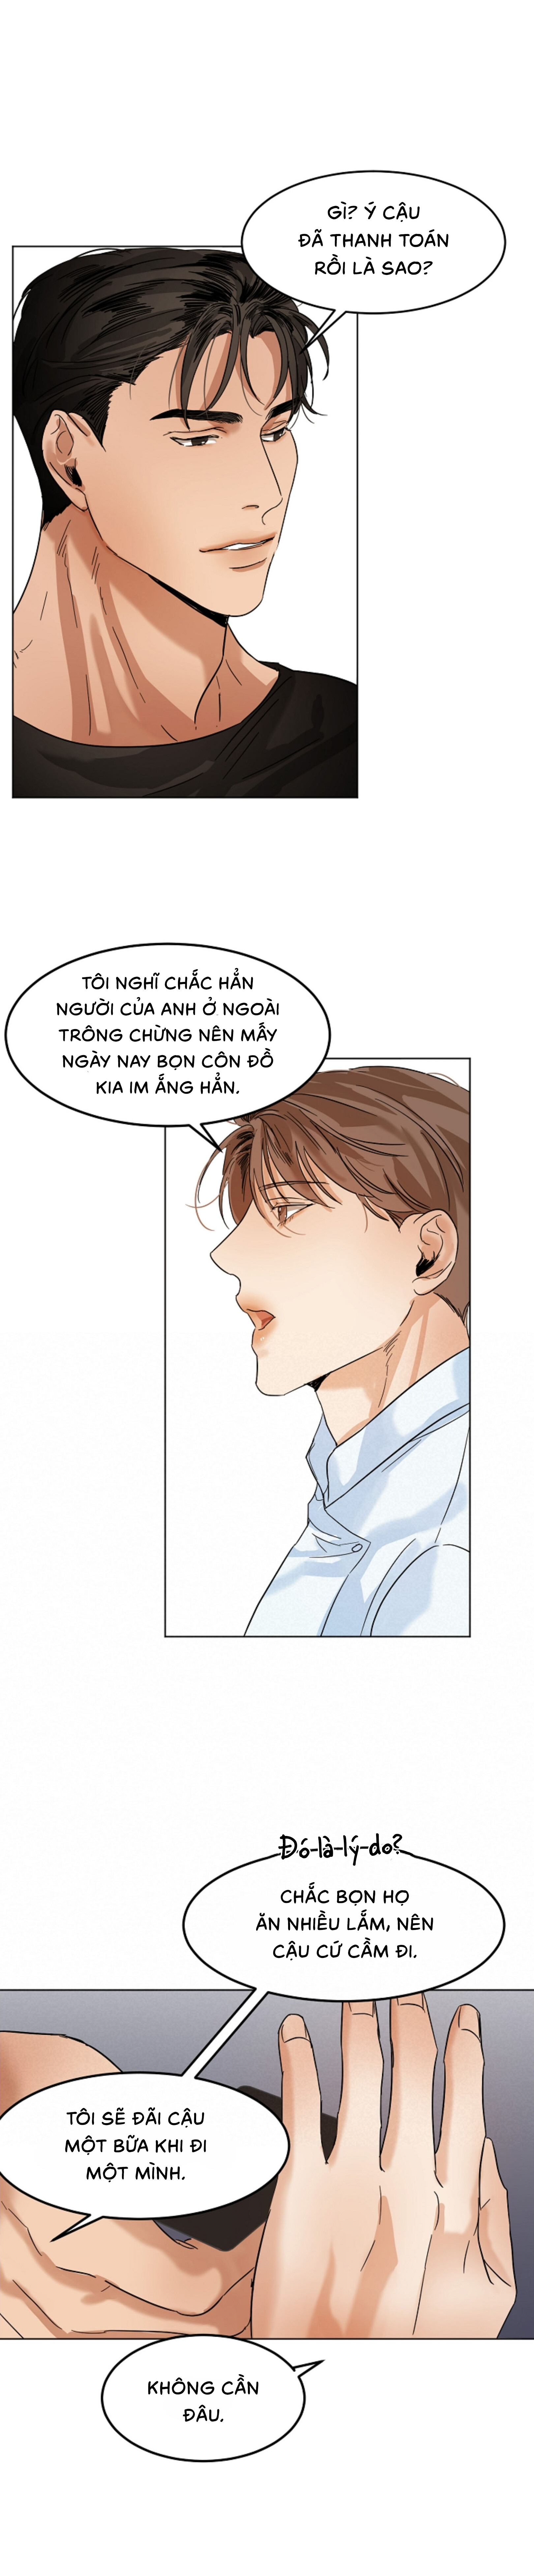 GÌ? Ý CẬU
ĐÃ THANH TOÁN
RỒI LÀ SAO?
TÔI NGHĨ CHẮC HẲN
NGƯỜI CỦA ANH Ở NGOÀI
TRÔNG CHỪNG NÊN MẤY
NGÀY NAY BỌN CÔN ĐỒ
KIA IM ẮNG HẲN.
Đó-là-lý-do?
CHẮC BỌN HỌ
ĂN NHIỀU LẮM, NÊN
CẬU CỨ CẦM ĐI.
TÔI SẼ ĐÃI CẬU
MỘT BỮA KHI ĐI
MỘT MÌNH.
KHÔNG CẦN
ĐÂU.